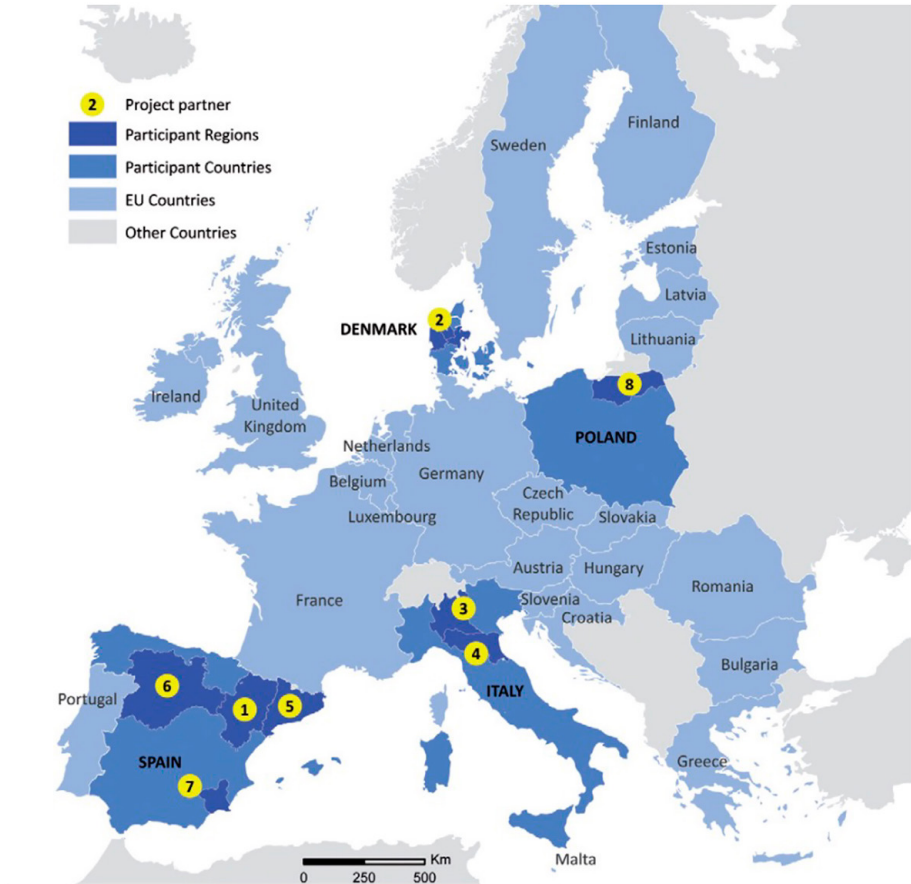 2 Project partner
Participant Regions
Participant Countries
EU Countries
Other Countries
Finland
Sweden
Estonia
Latvia
Lithuania
2
DENMARK
8
POLAND
Ireland
United
Kingdom
Netherlands
Belgium
Germany
Luxembourg
Czech
Republic
Slovakia
Austria
Hungary
Romania
France
3
Slovenia
Croatia
4
Bulgaria
ITALY
6
Portugal
1
5
SPAIN
7
Greece
Malta
Km
0 250 500